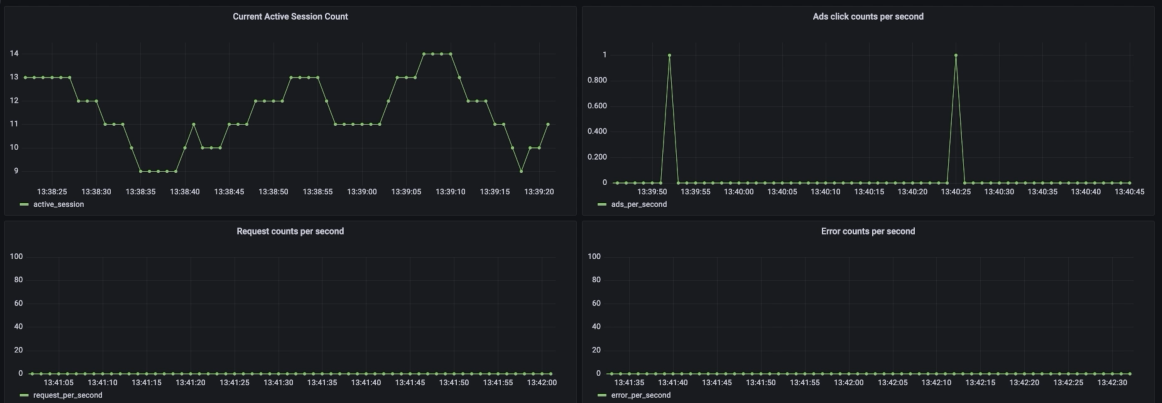 Current Active Session Count
14
13
12
11
10
9
13:38:25 13:38:30 13:38:35 13:38:40 13:38:45 13:38:50 13:38:55 13:39:00 13:39:05 13:39:10 13:39:15 13:39:20
active_session
Ads click counts per second
1
0.800
0.600
0.400
0.200
0
13:39:50 13:39:55 13:40:00 13:40:05 13:40:10 13:40:15 13:40:20 13:40:25 13:40:30 13:40:35 13:40:40 13:40:45
ads_per_second
Request counts per second
100
80
60
40
20
0
13:41:05 13:41:10 13:41:15 13:41:20 13:41:25 13:41:30 13:41:35 13:41:40 13:41:45 13:41:50 13:41:55 13:42:00
request_per_second
Error counts per second
100
80
60
40
20
0
13:41:35 13:41:40 13:41:45 13:41:50 13:41:55 13:42:00 13:42:05 13:42:10 13:42:15 13:42:20 13:42:25 13:42:30
error_per_second